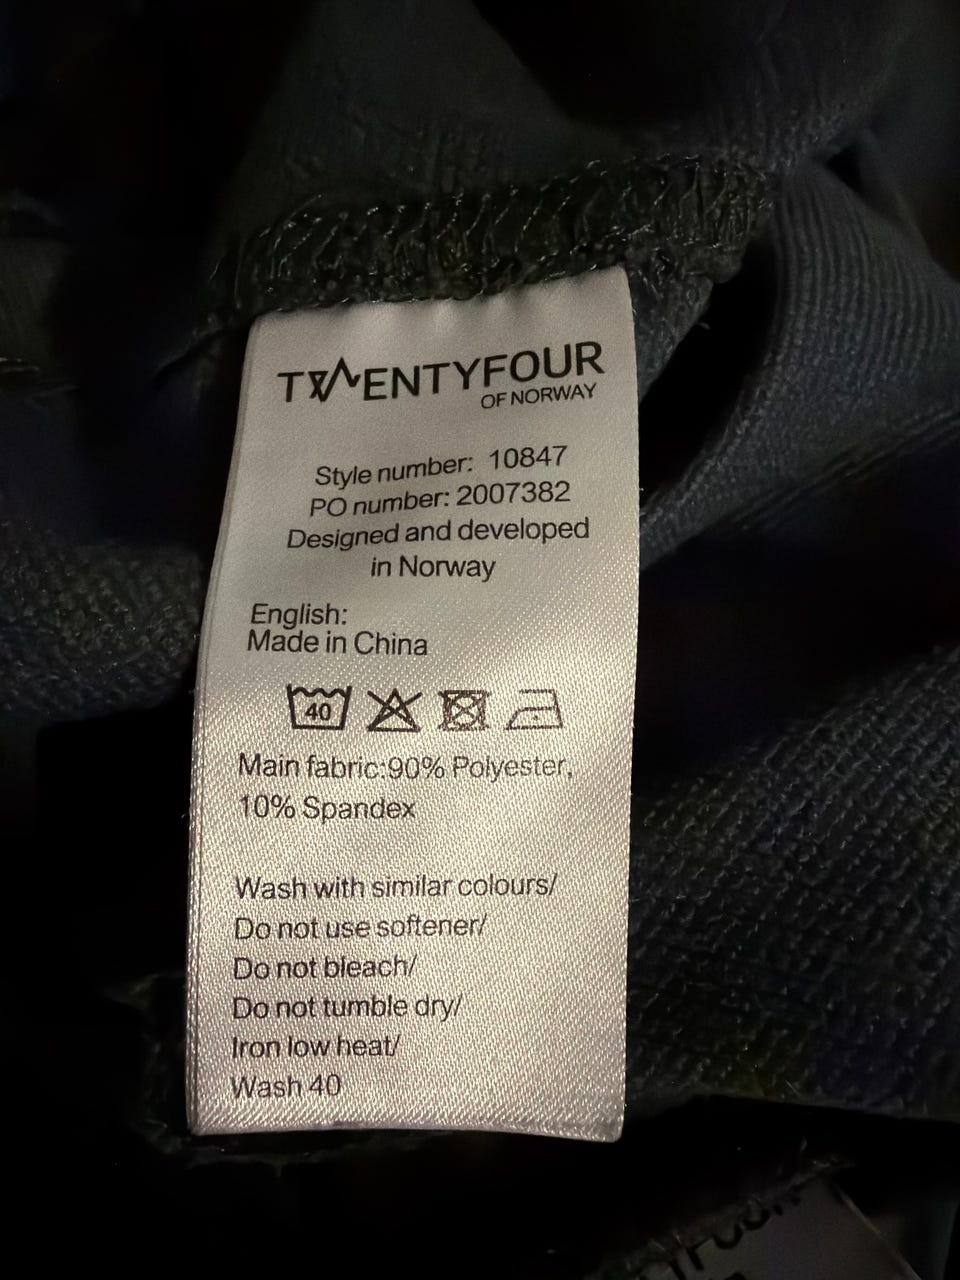 TWENTYFOUR
OF NORWAY
Style number: 10847
PO number: 2007382
Designed and developed
in Norway
English:
Made in China
40
Main fabric:90% Polyester,
10% Spandex
Wash with similar colours/
Do not use softener/
Do not bleach/
Do not tumble dry/
Iron low heat/
Wash 40